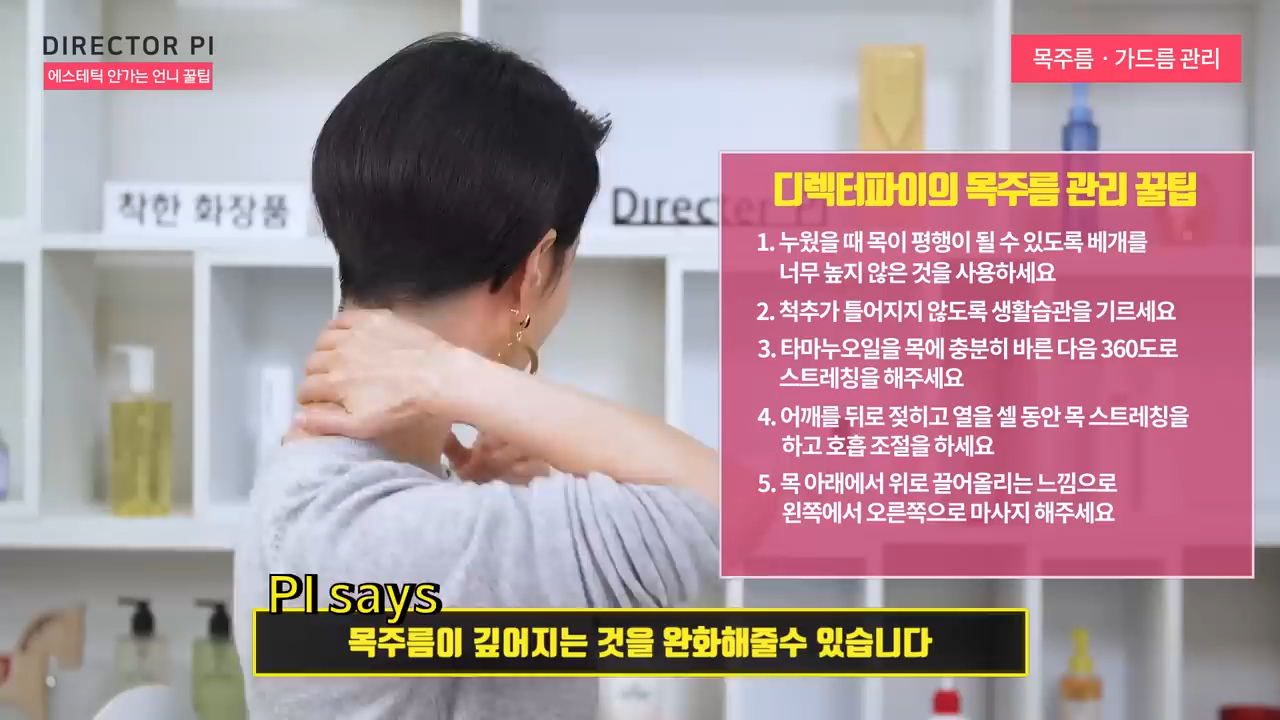 DIRECTOR PI
에스테틱 안가는 언니 꿀팁
목주름 · 가드름 관리
착한 화장품
Directer PI
디렉터파이의 목주름 관리 꿀팁
1. 누웠을 때 목이 평행이 될 수 있도록 베개를
너무 높지 않은 것을 사용하세요
2. 척추가 틀어지지 않도록 생활습관을 기르세요
3. 타마누오일을 목에 충분히 바른 다음 360도로
스트레칭을 해주세요
4. 어깨를 뒤로 젖히고 열을 셀 동안 목 스트레칭을
하고 호흡 조절을 하세요
5. 목 아래에서 위로 끌어올리는 느낌으로
왼쪽에서 오른쪽으로 마사지 해주세요
PI says
목주름이 깊어지는 것을 완화해줄수 있습니다